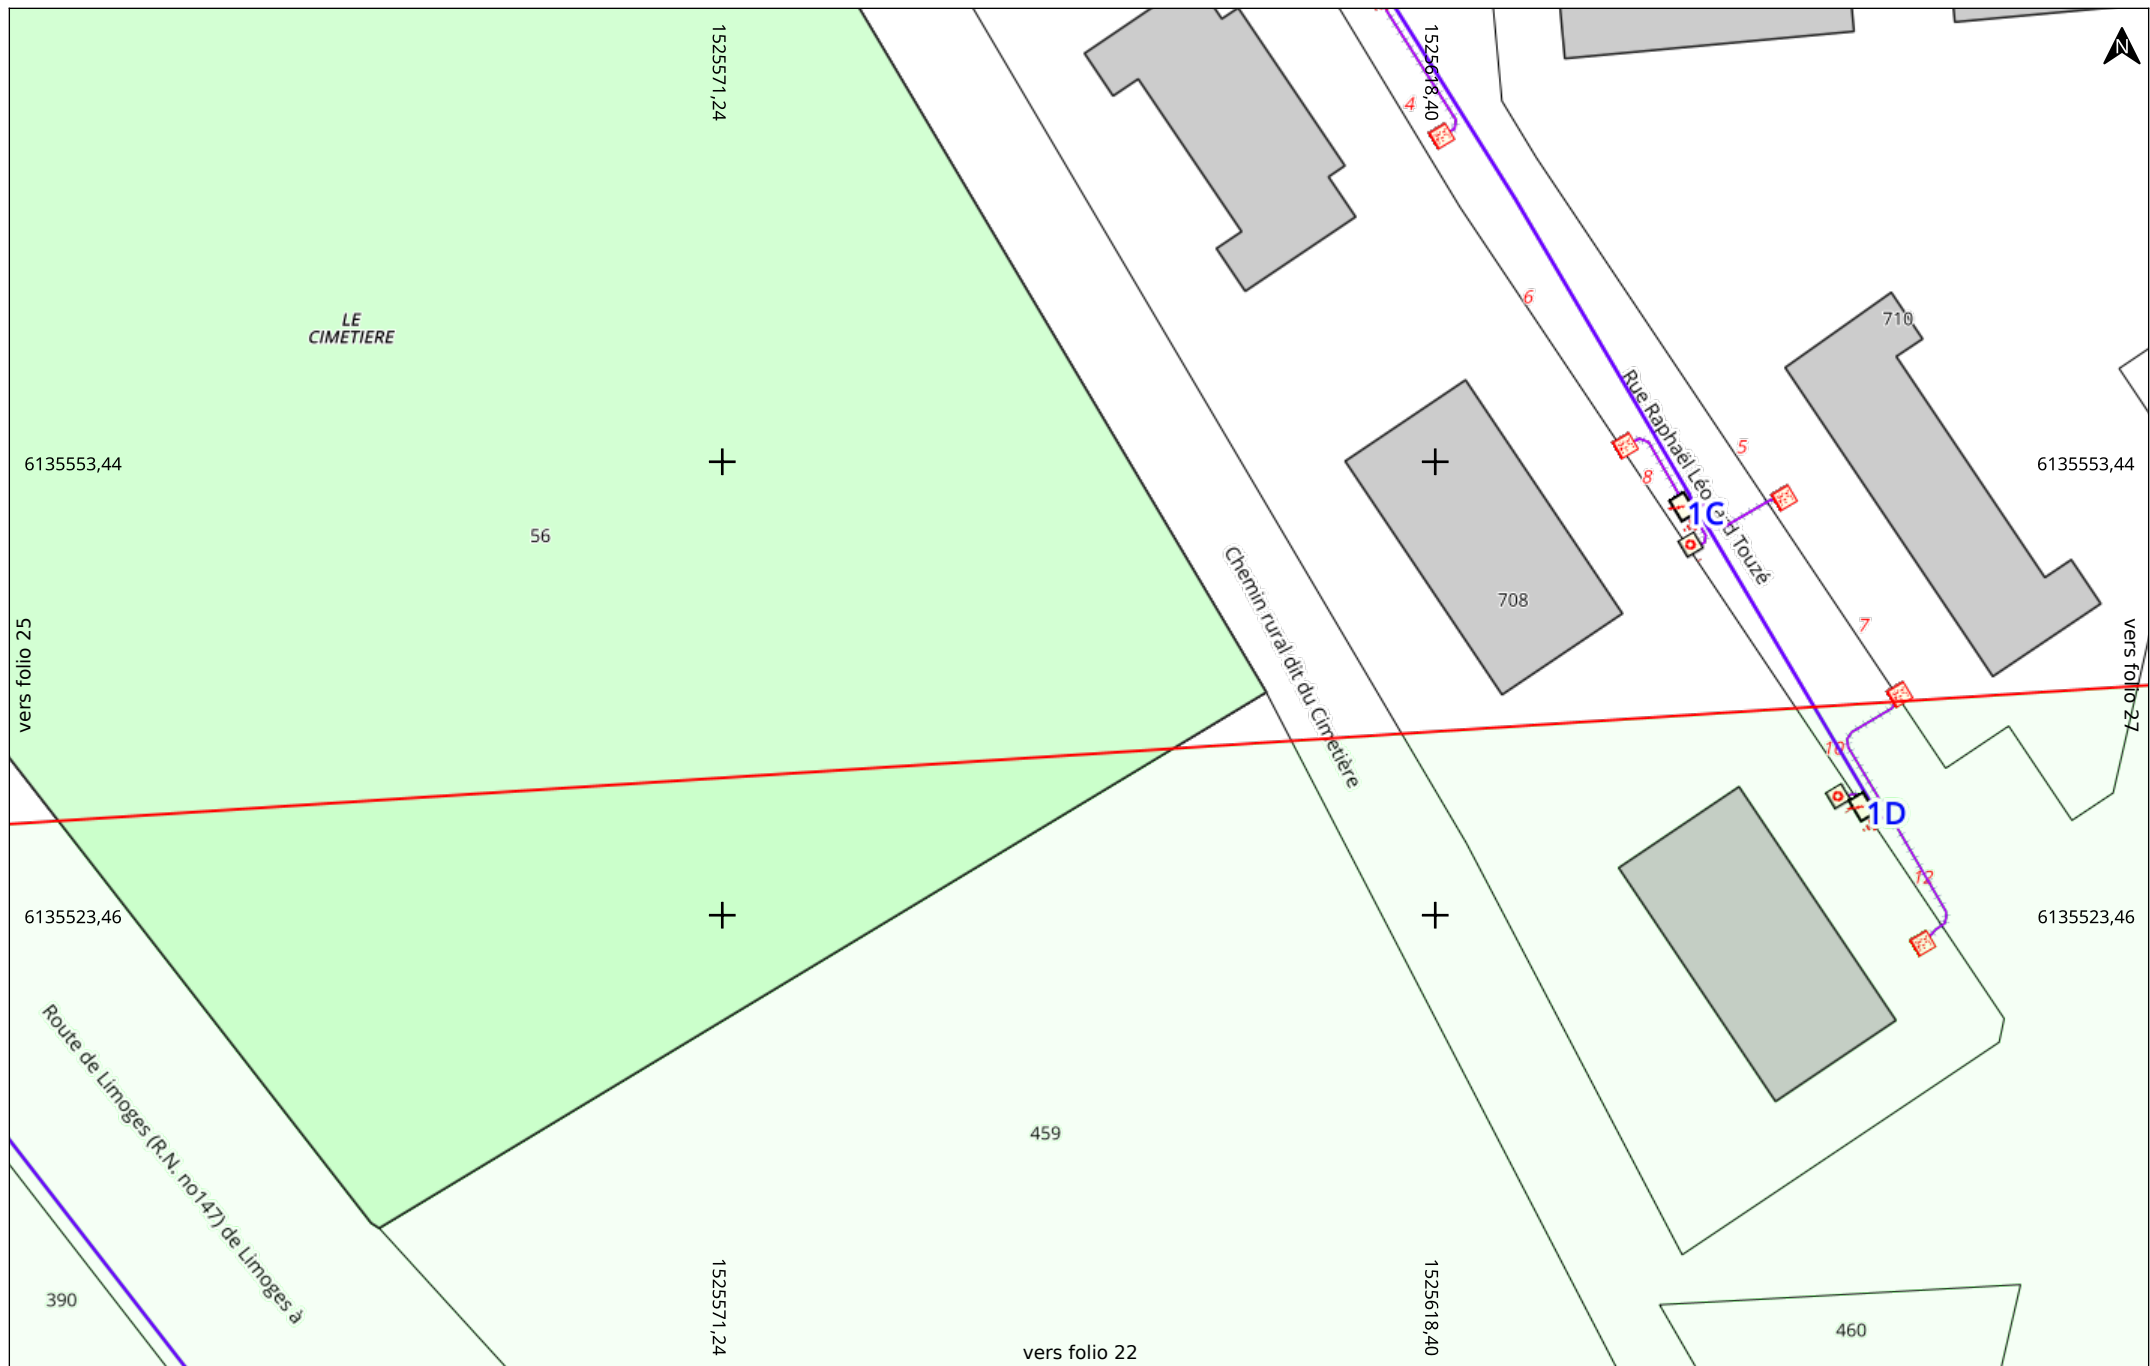 1525571,24
1525618,40
N
4
6
LE
CIMETIERE
710
Rue Raphaël Léonard Touzé
5
6135553,44
6135553,44
8
1C
56
Chemin rural dit du Cimetière
708
7
vers folio 25
vers folio 27
10
1D
12
6135523,46
6135523,46
Route de Limoges (R.N. no147) de Limoges à
459
390
1525571,24
1525618,40
460
vers folio 22